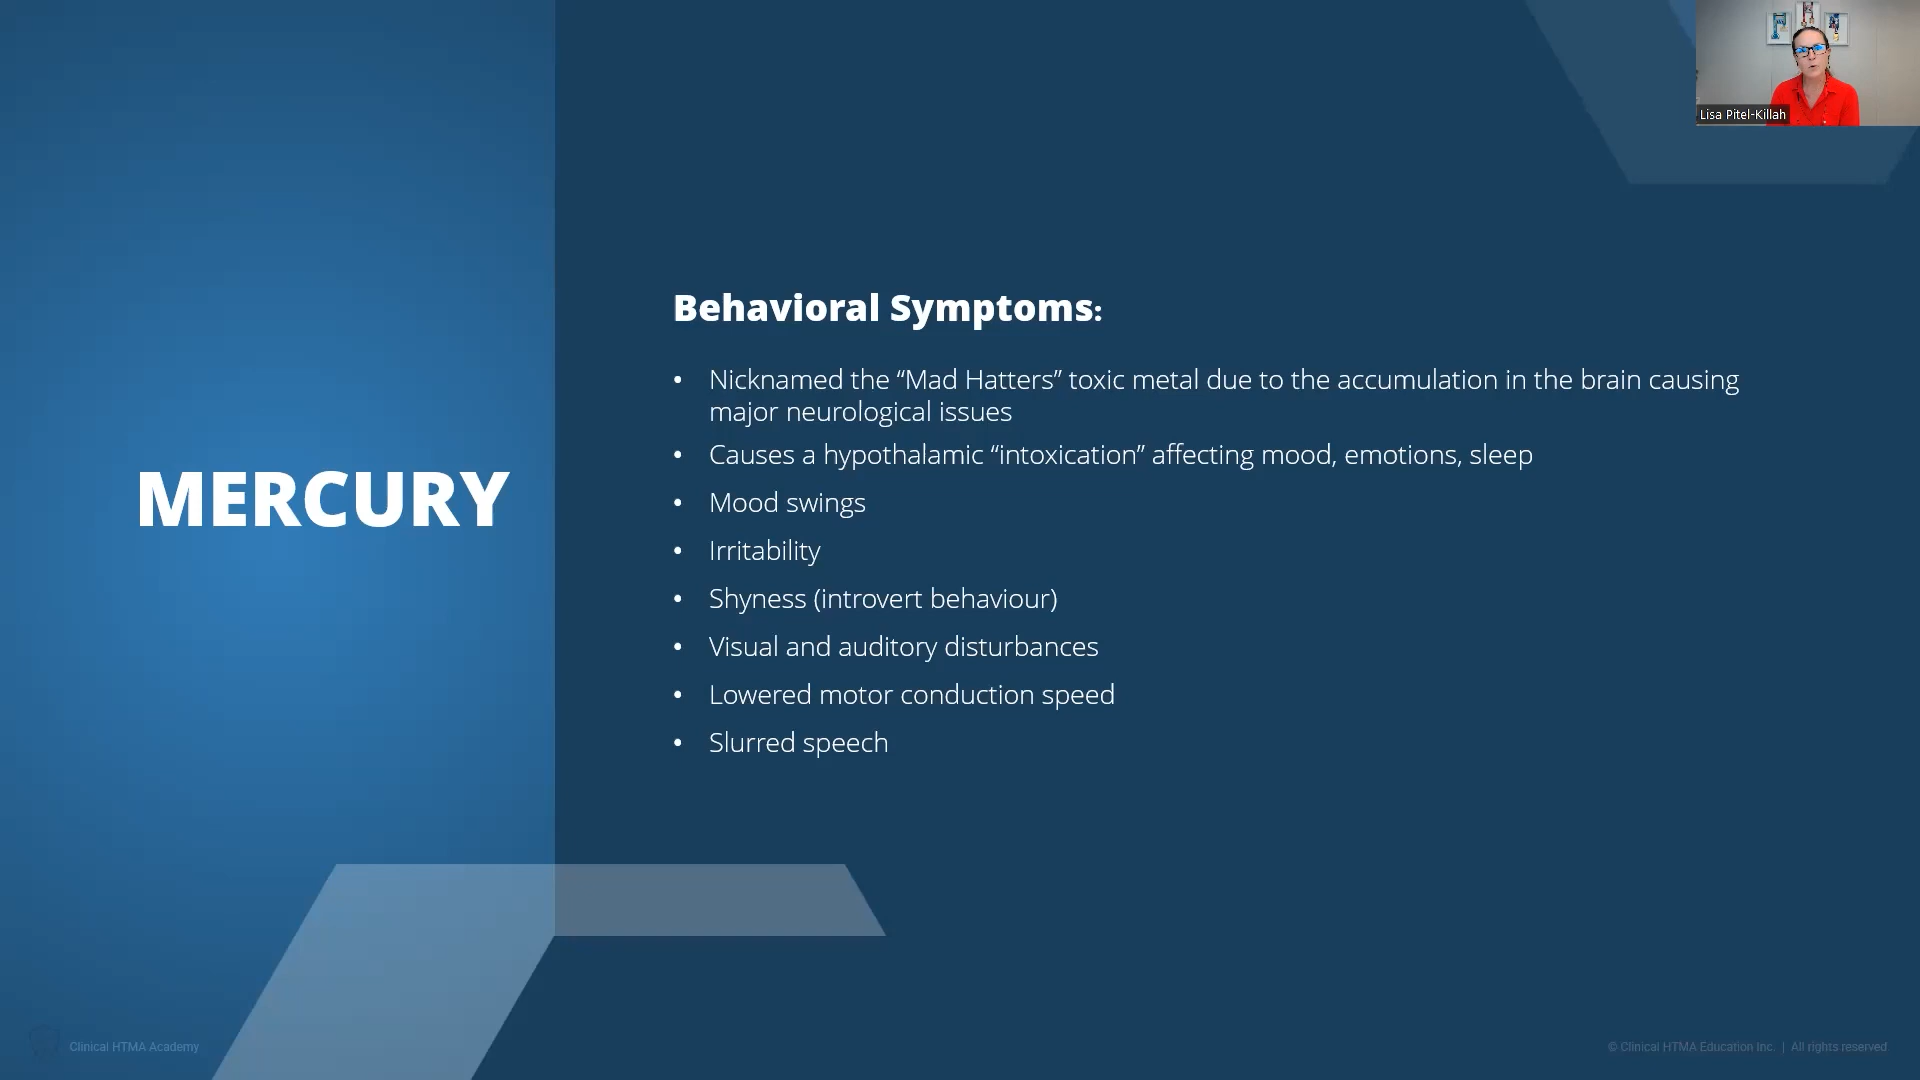 Lisa Pitel-Killah
Behavioral Symptoms:
• Nicknamed the “Mad Hatters” toxic metal due to the accumulation in the brain causing
major neurological issues
• Causes a hypothalamic “intoxication” affecting mood, emotions, sleep
• Mood swings
• Irritability
• Shyness (introvert behaviour)
• Visual and auditory disturbances
• Lowered motor conduction speed
• Slurred speech
MERCURY
Clinical HTMA Academy
© Clinical HTMA Education Inc. | All rights reserved